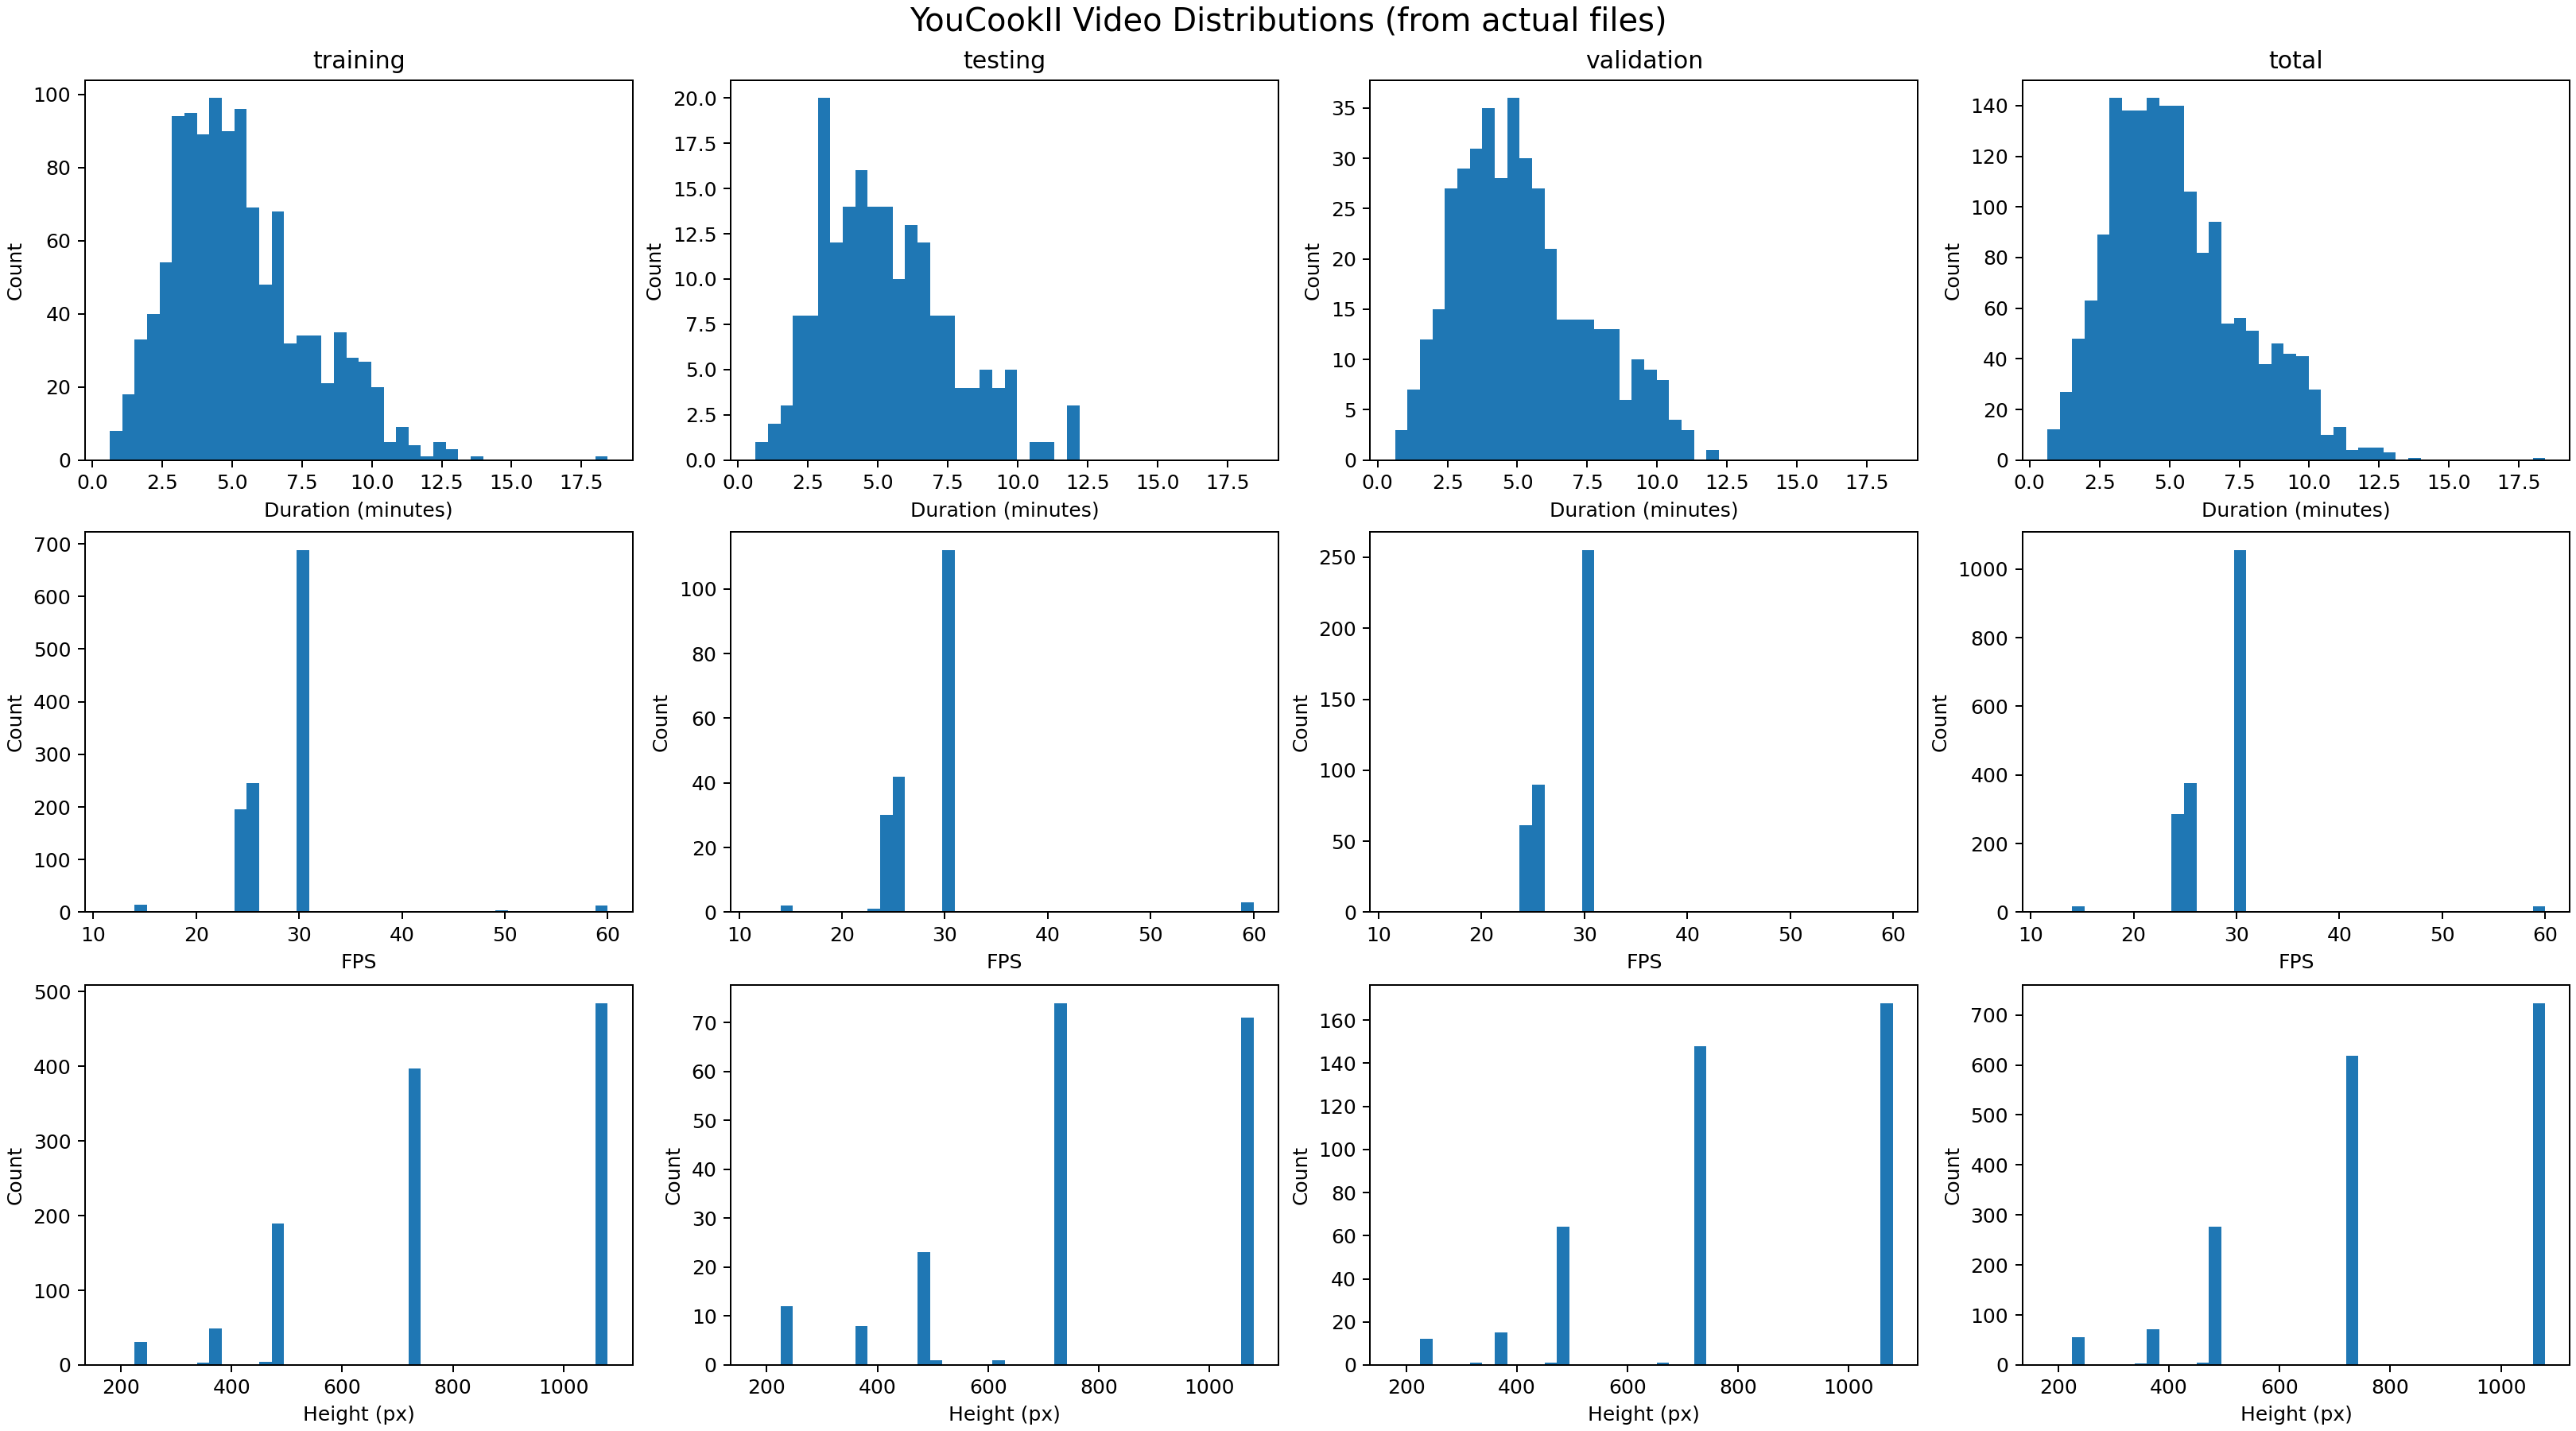 YouCookII Video Distributions (from actual files)
training
testing
validation
total
100
80
60
40
20
0
Count
0.0 2.5 5.0 7.5 10.0 12.5 15.0 17.5
Duration (minutes)
20.0
17.5
15.0
12.5
10.0
7.5
5.0
2.5
0.0
Count
0.0 2.5 5.0 7.5 10.0 12.5 15.0 17.5
Duration (minutes)
35
30
25
20
15
10
5
0
Count
0.0 2.5 5.0 7.5 10.0 12.5 15.0 17.5
Duration (minutes)
140
120
100
80
60
40
20
0
Count
0.0 2.5 5.0 7.5 10.0 12.5 15.0 17.5
Duration (minutes)
700
600
500
400
300
200
100
0
Count
10 20 30 40 50 60
FPS
100
80
60
40
20
0
Count
10 20 30 40 50 60
FPS
250
200
150
100
50
0
Count
10 20 30 40 50 60
FPS
1000
800
600
400
200
0
Count
10 20 30 40 50 60
FPS
500
400
300
200
100
0
Count
200 400 600 800 1000
Height (px)
70
60
50
40
30
20
10
0
Count
200 400 600 800 1000
Height (px)
160
140
120
100
80
60
40
20
0
Count
200 400 600 800 1000
Height (px)
700
600
500
400
300
200
100
0
Count
200 400 600 800 1000
Height (px)